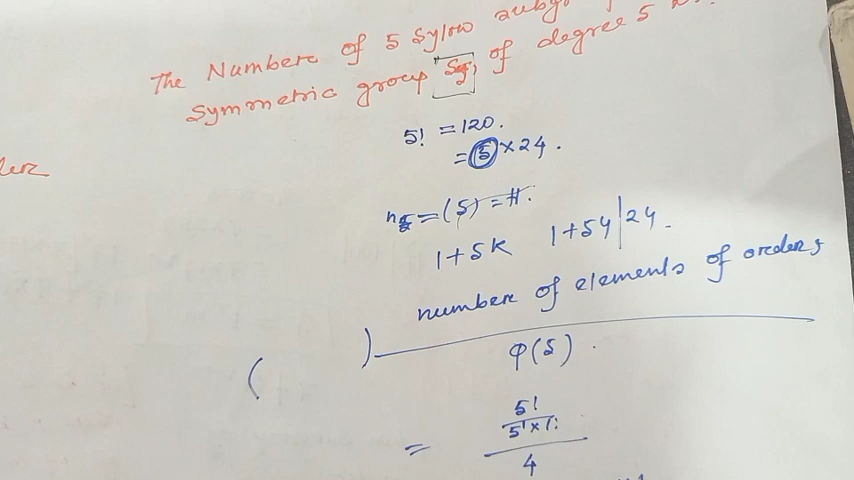 The Numbers of 5 Sylow
Symmetric group S5, of degree 5
5! = 120.
= 5 × 24.
n5 = (5) = #.
1+5K 1+5y | 24.
number of elements of order 5
φ(5).
( )
5!
5¹ × 1!
=
4